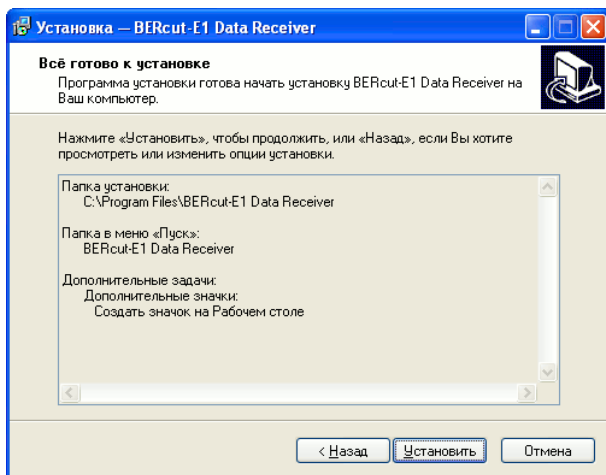 Установка — BERcut-E1 Data Receiver
Всё готово к установке
Программа установки готова начать установку BERcut-E1 Data Receiver на
Ваш компьютер.
Нажмите «Установить», чтобы продолжить, или «Назад», если Вы хотите
просмотреть или изменить опции установки.
Папка установки:
C:\Program Files\BERcut-E1 Data Receiver
Папка в меню «Пуск»:
BERcut-E1 Data Receiver
Дополнительные задачи:
Дополнительные значки:
Создать значок на Рабочем столе
< Назад
Установить
Отмена